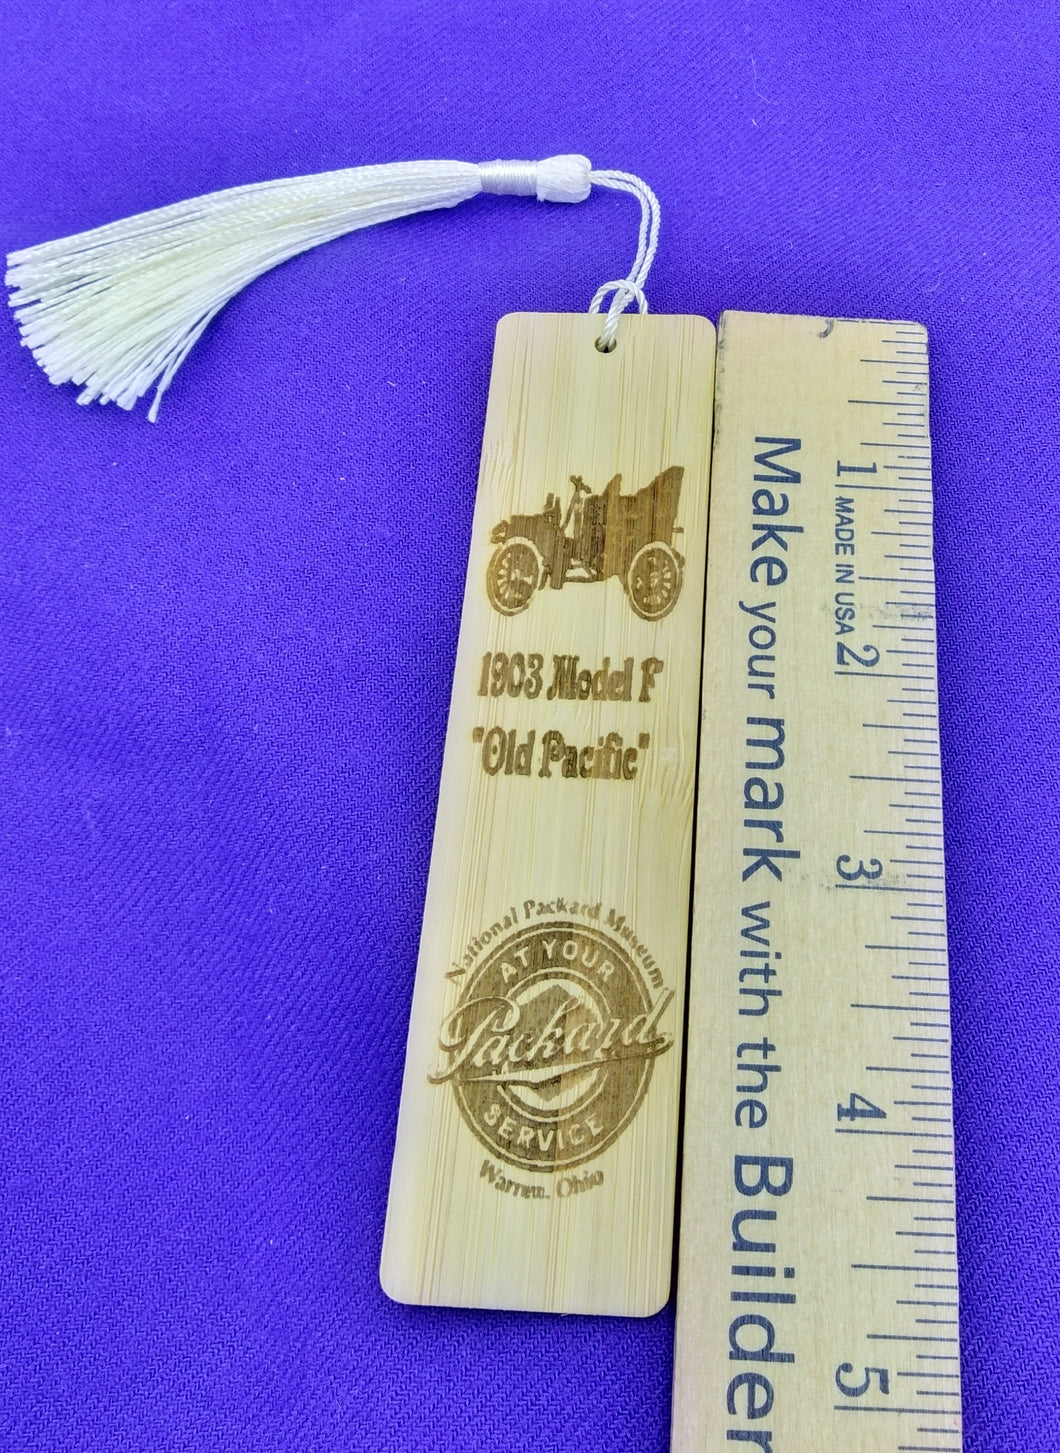 1903 Model F
"Old Pacific"
National Packard Museum
AT YOUR
Packard
SERVICE
Warren, Ohio
Make your mark with the Builder
1
MADE IN USA
2
3
4
5